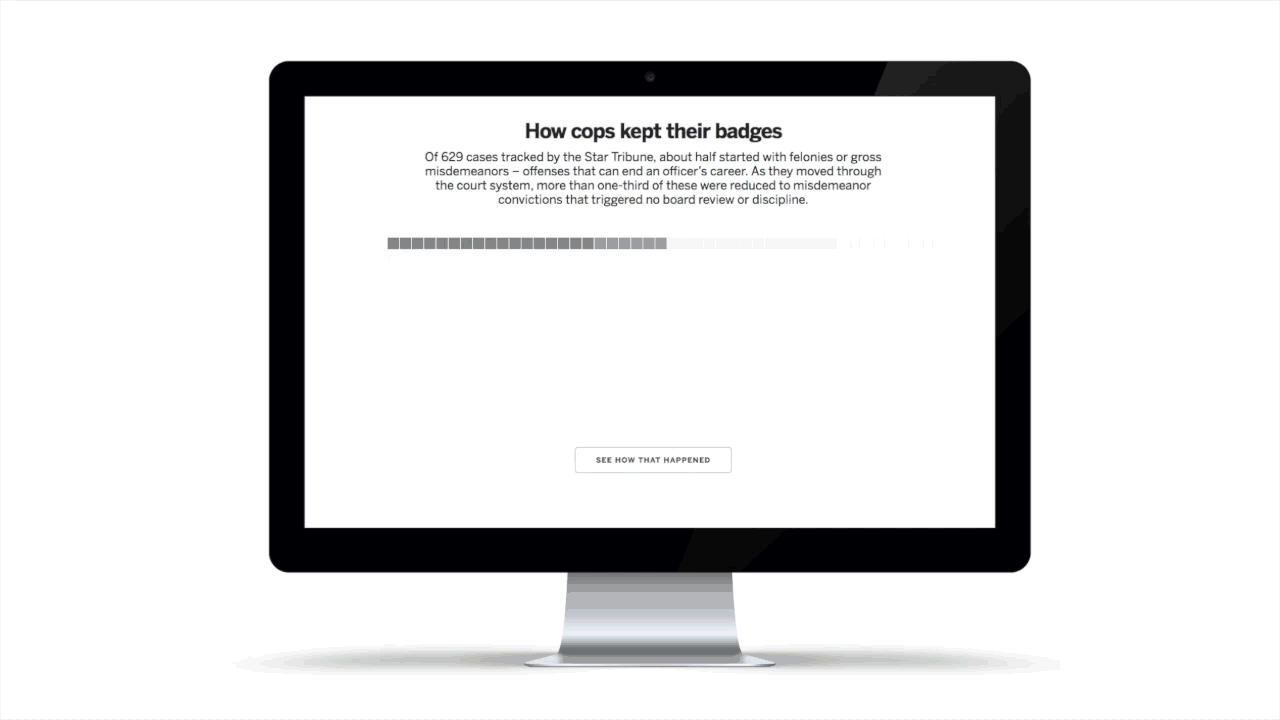 How cops kept their badges
Of 629 cases tracked by the Star Tribune, about half started with felonies or gross
misdemeanors – offenses that can end an officer's career. As they moved through
the court system, more than one-third of these were reduced to misdemeanor
convictions that triggered no board review or discipline.
SEE HOW THAT HAPPENED